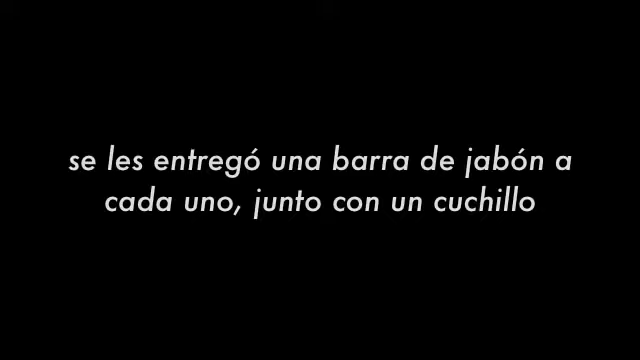 se les entregó una barra de jabón a
cada uno, junto con un cuchillo